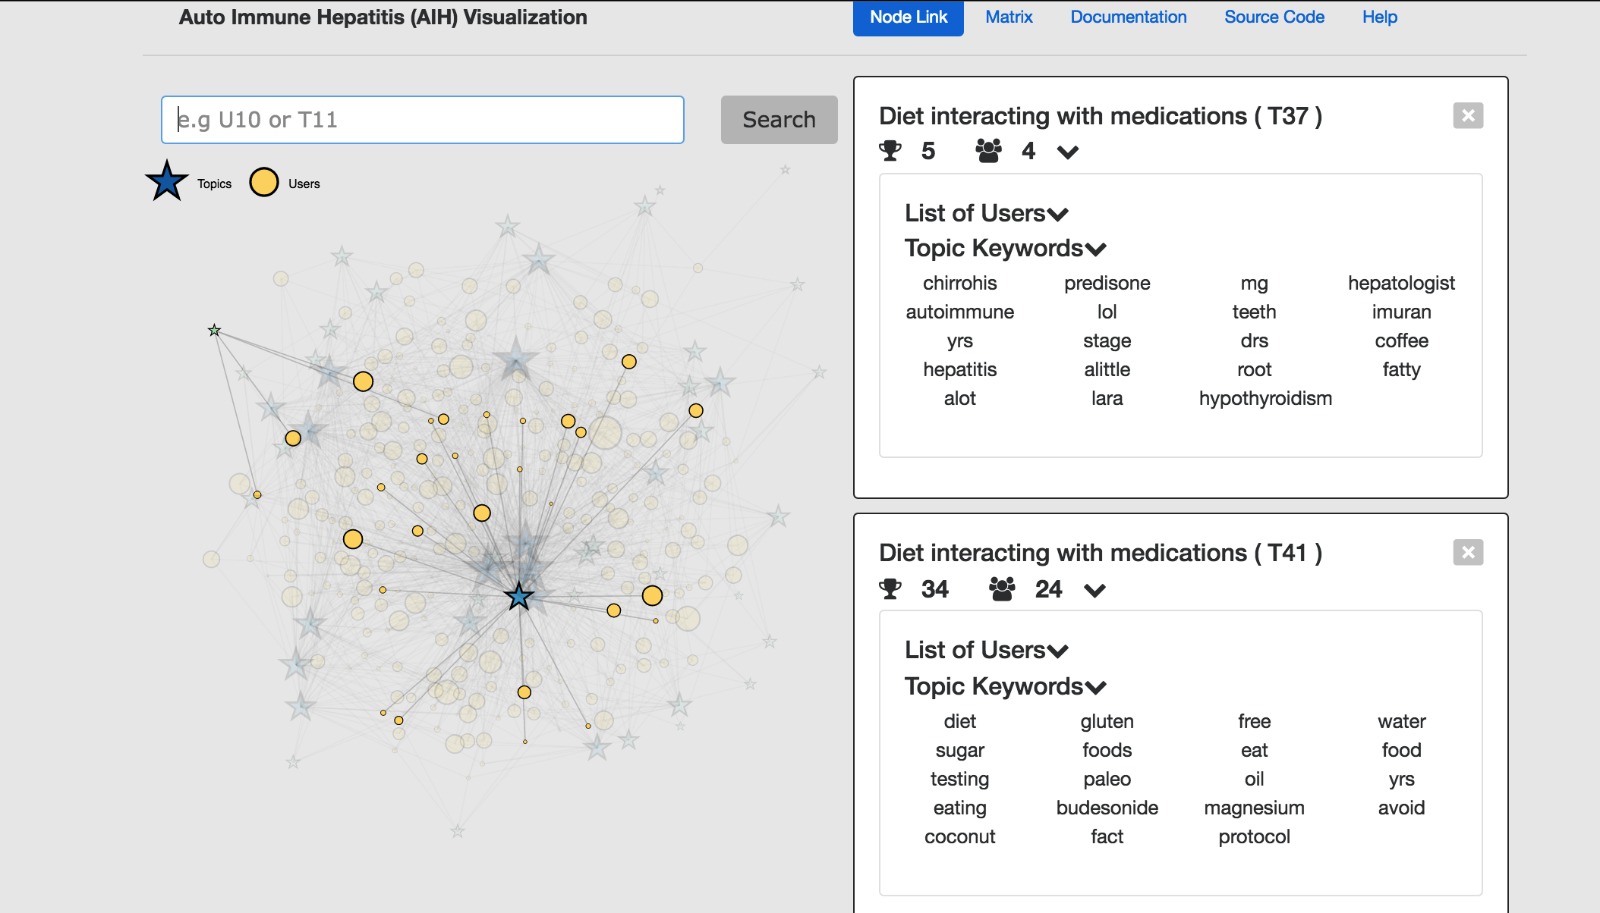 Auto Immune Hepatitis (AIH) Visualization
Node Link Matrix Documentation Source Code Help
e.g U10 or T11
Search
Topics Users
Diet interacting with medications ( T37 )
5 4
List of Users
Topic Keywords
chirrohis predisone mg hepatologist
autoimmune lol teeth imuran
yrs stage drs coffee
hepatitis alittle root fatty
alot lara hypothyroidism
Diet interacting with medications ( T41 )
34 24
List of Users
Topic Keywords
diet gluten free water
sugar foods eat food
testing paleo oil yrs
eating budesonide magnesium avoid
coconut fact protocol